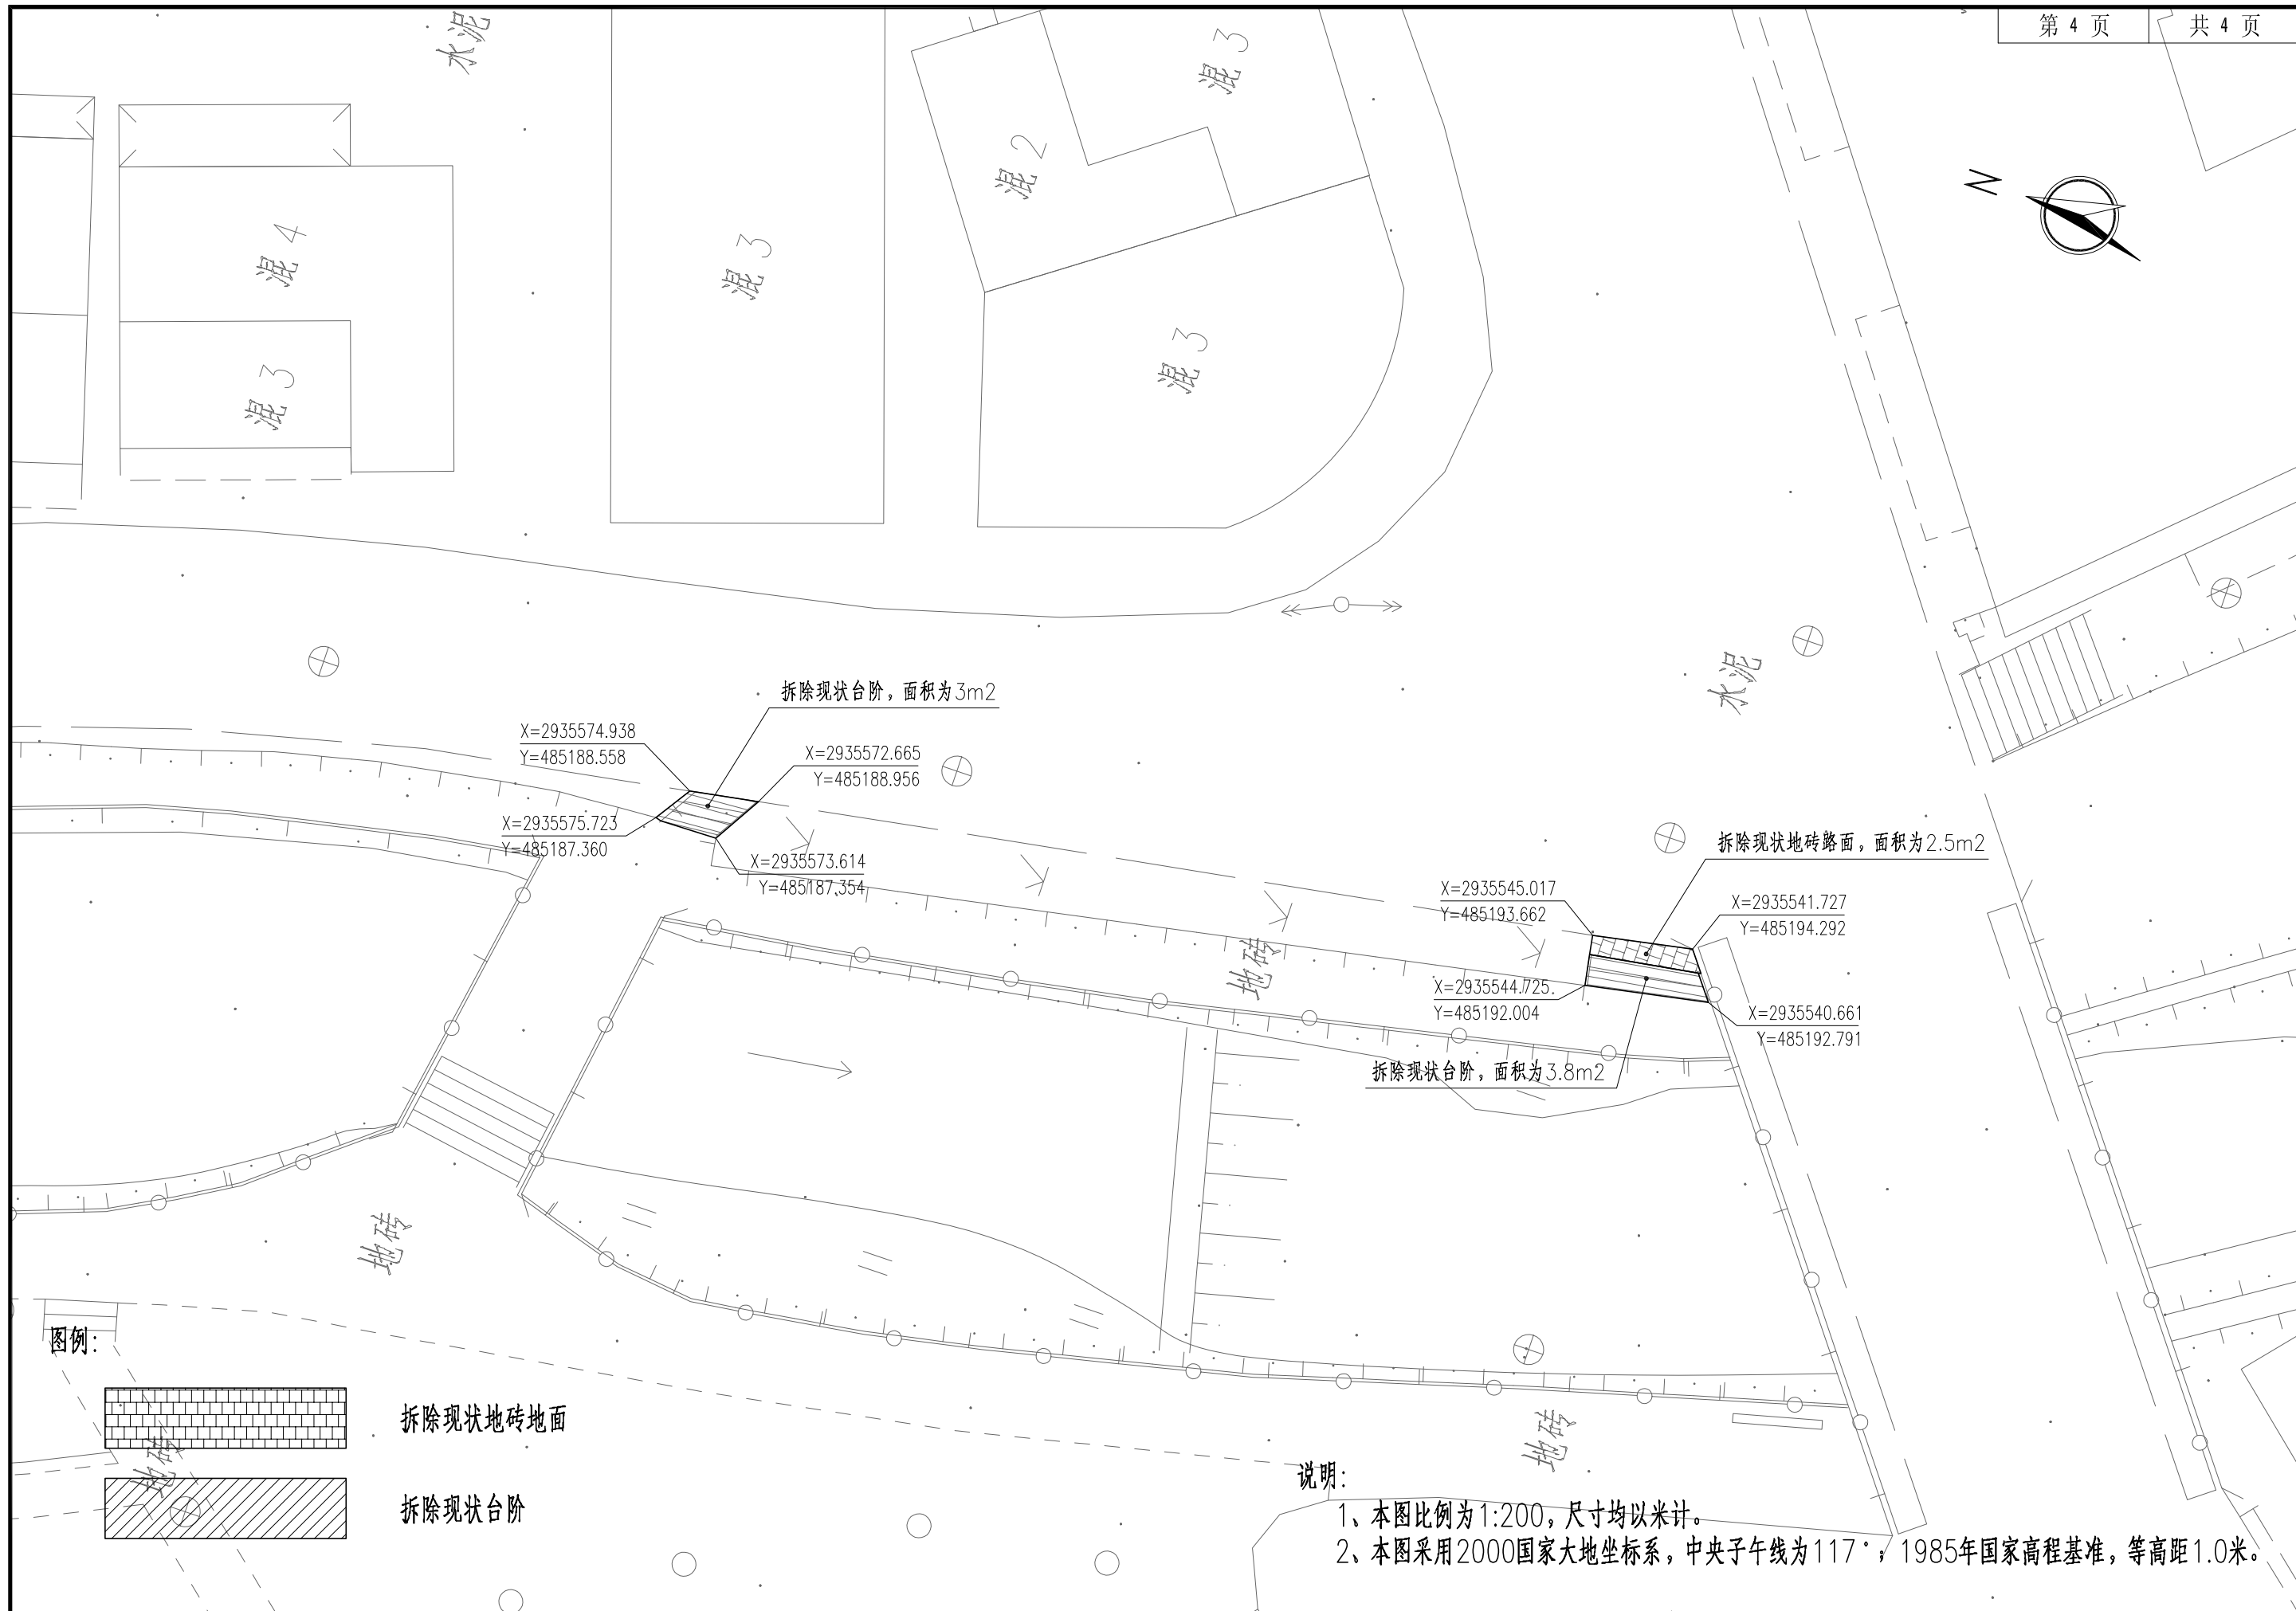 第 4 页
共 4 页
水泥
混 3
混 2
混 4
混 3
混 3
混 3
N
水泥
拆除现状台阶，面积为3m2
X=2935574.938
Y=485188.558
X=2935572.665
Y=485188.956
X=2935575.723
Y=485187.360
X=2935573.614
Y=485187.354
拆除现状地砖路面，面积为2.5m2
X=2935545.017
Y=485193.662
X=2935541.727
Y=485194.292
地砖
X=2935544.725
Y=485192.004
X=2935540.661
Y=485192.791
拆除现状台阶，面积为3.8m2
地砖
图例：
拆除现状地砖地面
地砖
拆除现状台阶
地砖
说明：
1、本图比例为1:200，尺寸均以米计。
2、本图采用2000国家大地坐标系，中央子午线为117°；1985年国家高程基准，等高距1.0米。